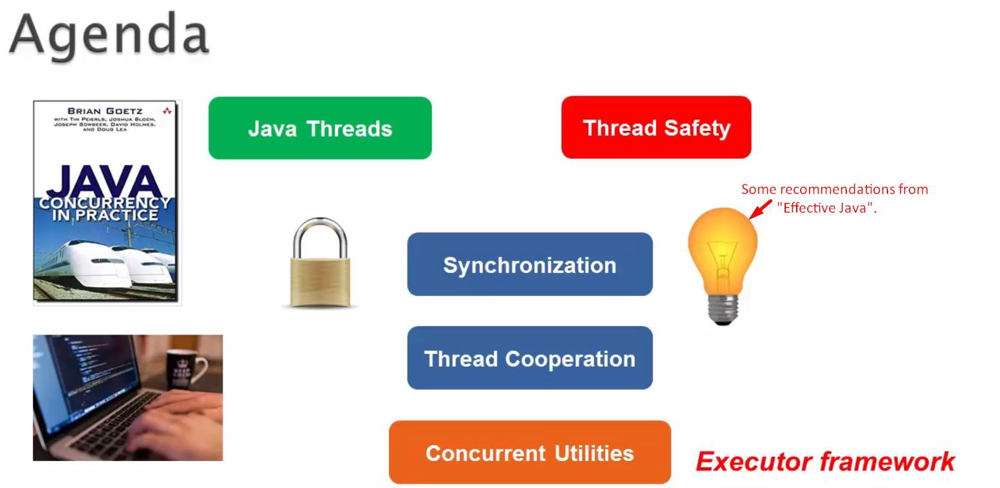 Agenda
BRIAN GOETZ
WITH TIM PEIERLS, JOSHUA BLOCH,
JOSEPH BOWBEER, DAVID HOLMES,
AND DOUG LEA
JAVA
CONCURRENCY
IN PRACTICE
Java Threads
Thread Safety
Some recommendations from
"Effective Java".
Synchronization
Thread Cooperation
Concurrent Utilities
Executor framework